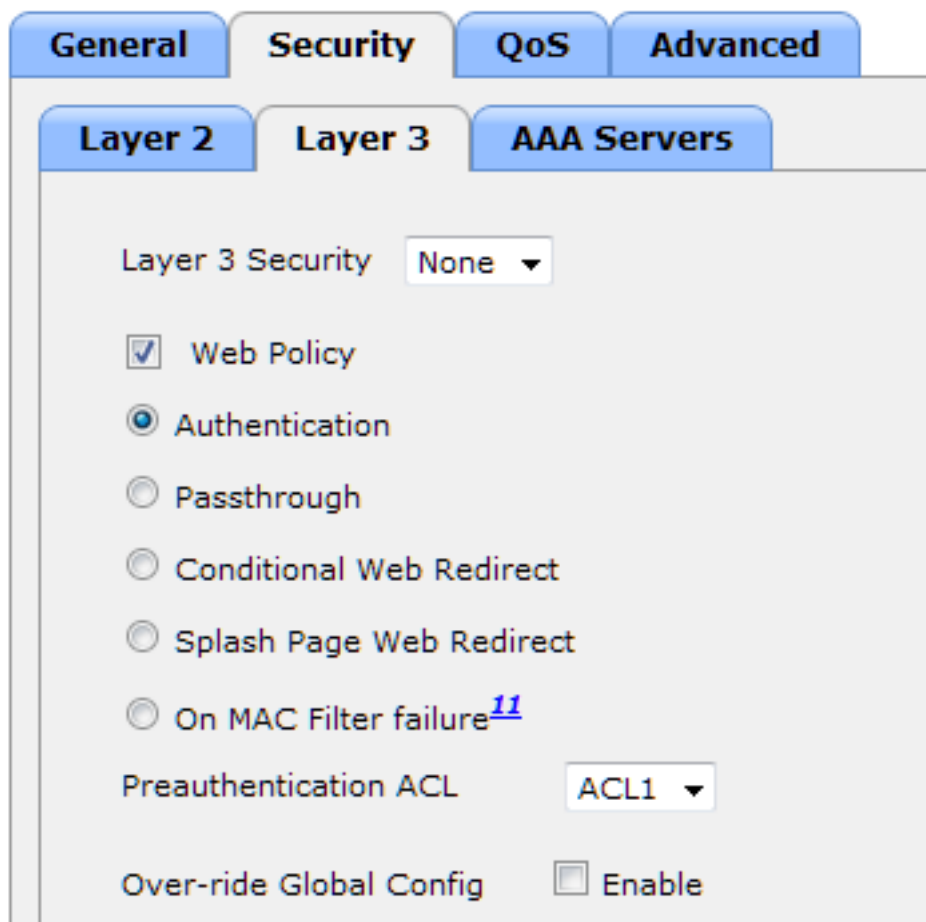 General Security QoS Advanced
Layer 2 Layer 3 AAA Servers
Layer 3 Security None
Web Policy
Authentication
Passthrough
Conditional Web Redirect
Splash Page Web Redirect
On MAC Filter failure11
Preauthentication ACL ACL1
Over-ride Global Config Enable